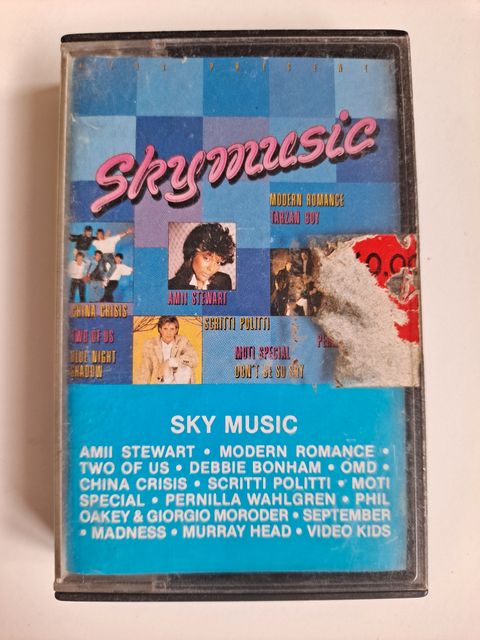 Skymusic
MODERN ROMANCE
TARZAN BOY
AMII STEWART
CHINA CRISIS
SCRITTI POLITTI
TWO OF US
BLUE NIGHT
SHADOW
MOTI SPECIAL
DON'T BE SO SHY
SKY MUSIC
AMII STEWART • MODERN ROMANCE •
TWO OF US • DEBBIE BONHAM • OMD •
CHINA CRISIS • SCRITTI POLITTI • MOTI
SPECIAL • PERNILLA WAHLGREN • PHIL
OAKEY & GIORGIO MORODER • SEPTEMBER
• MADNESS • MURRAY HEAD • VIDEO KIDS